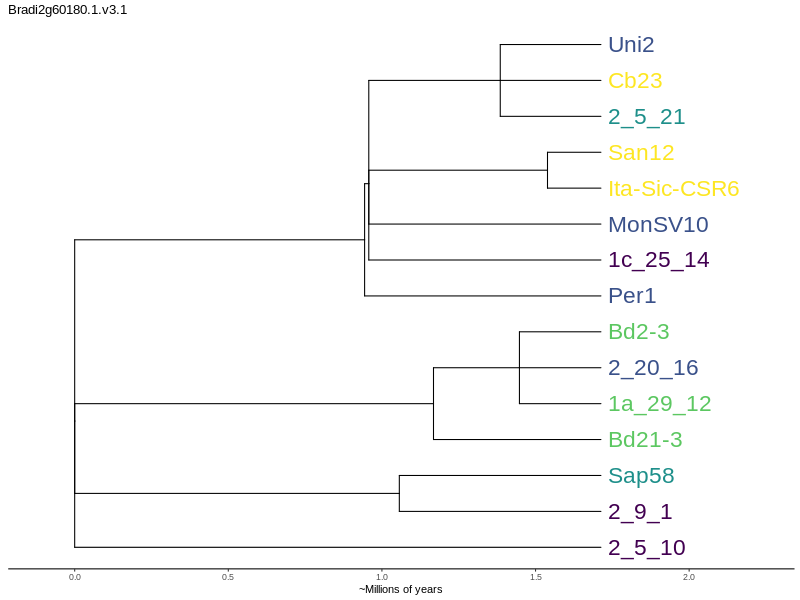 Bradi2g60180.1.v3.1
Uni2
Cb23
2_5_21
San12
Ita-Sic-CSR6
MonSV10
1c_25_14
Per1
Bd2-3
2_20_16
1a_29_12
Bd21-3
Sap58
2_9_1
2_5_10
0.0 0.5 1.0 1.5 2.0
~Millions of years